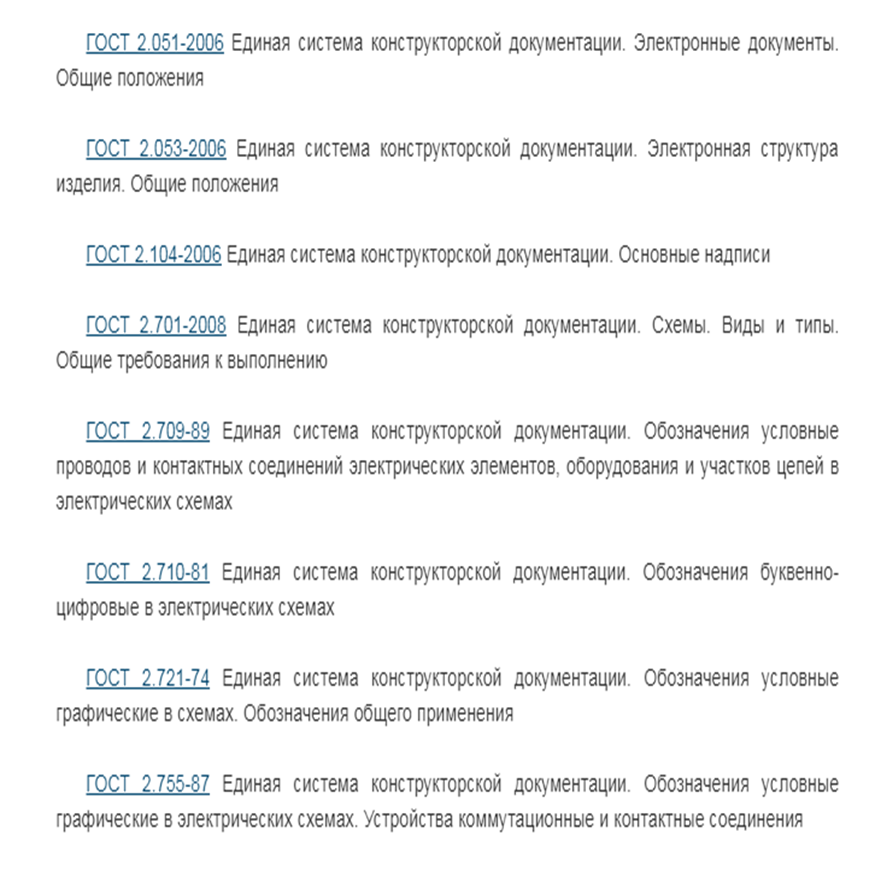 ГОСТ 2.051-2006 Единая система конструкторской документации. Электронные документы.
Общие положения
ГОСТ 2.053-2006 Единая система конструкторской документации. Электронная структура
изделия. Общие положения
ГОСТ 2.104-2006 Единая система конструкторской документации. Основные надписи
ГОСТ 2.701-2008 Единая система конструкторской документации. Схемы. Виды и типы.
Общие требования к выполнению
ГОСТ 2.709-89 Единая система конструкторской документации. Обозначения условные
проводов и контактных соединений электрических элементов, оборудования и участков цепей в
электрических схемах
ГОСТ 2.710-81 Единая система конструкторской документации. Обозначения буквенно-
цифровые в электрических схемах
ГОСТ 2.721-74 Единая система конструкторской документации. Обозначения условные
графические в схемах. Обозначения общего применения
ГОСТ 2.755-87 Единая система конструкторской документации. Обозначения условные
графические в электрических схемах. Устройства коммутационные и контактные соединения